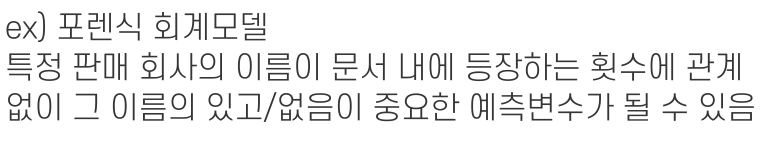 ex) 포렌식 회계모델
특정 판매 회사의 이름이 문서 내에 등장하는 횟수에 관계
없이 그 이름의 있고/없음이 중요한 예측변수가 될 수 있음